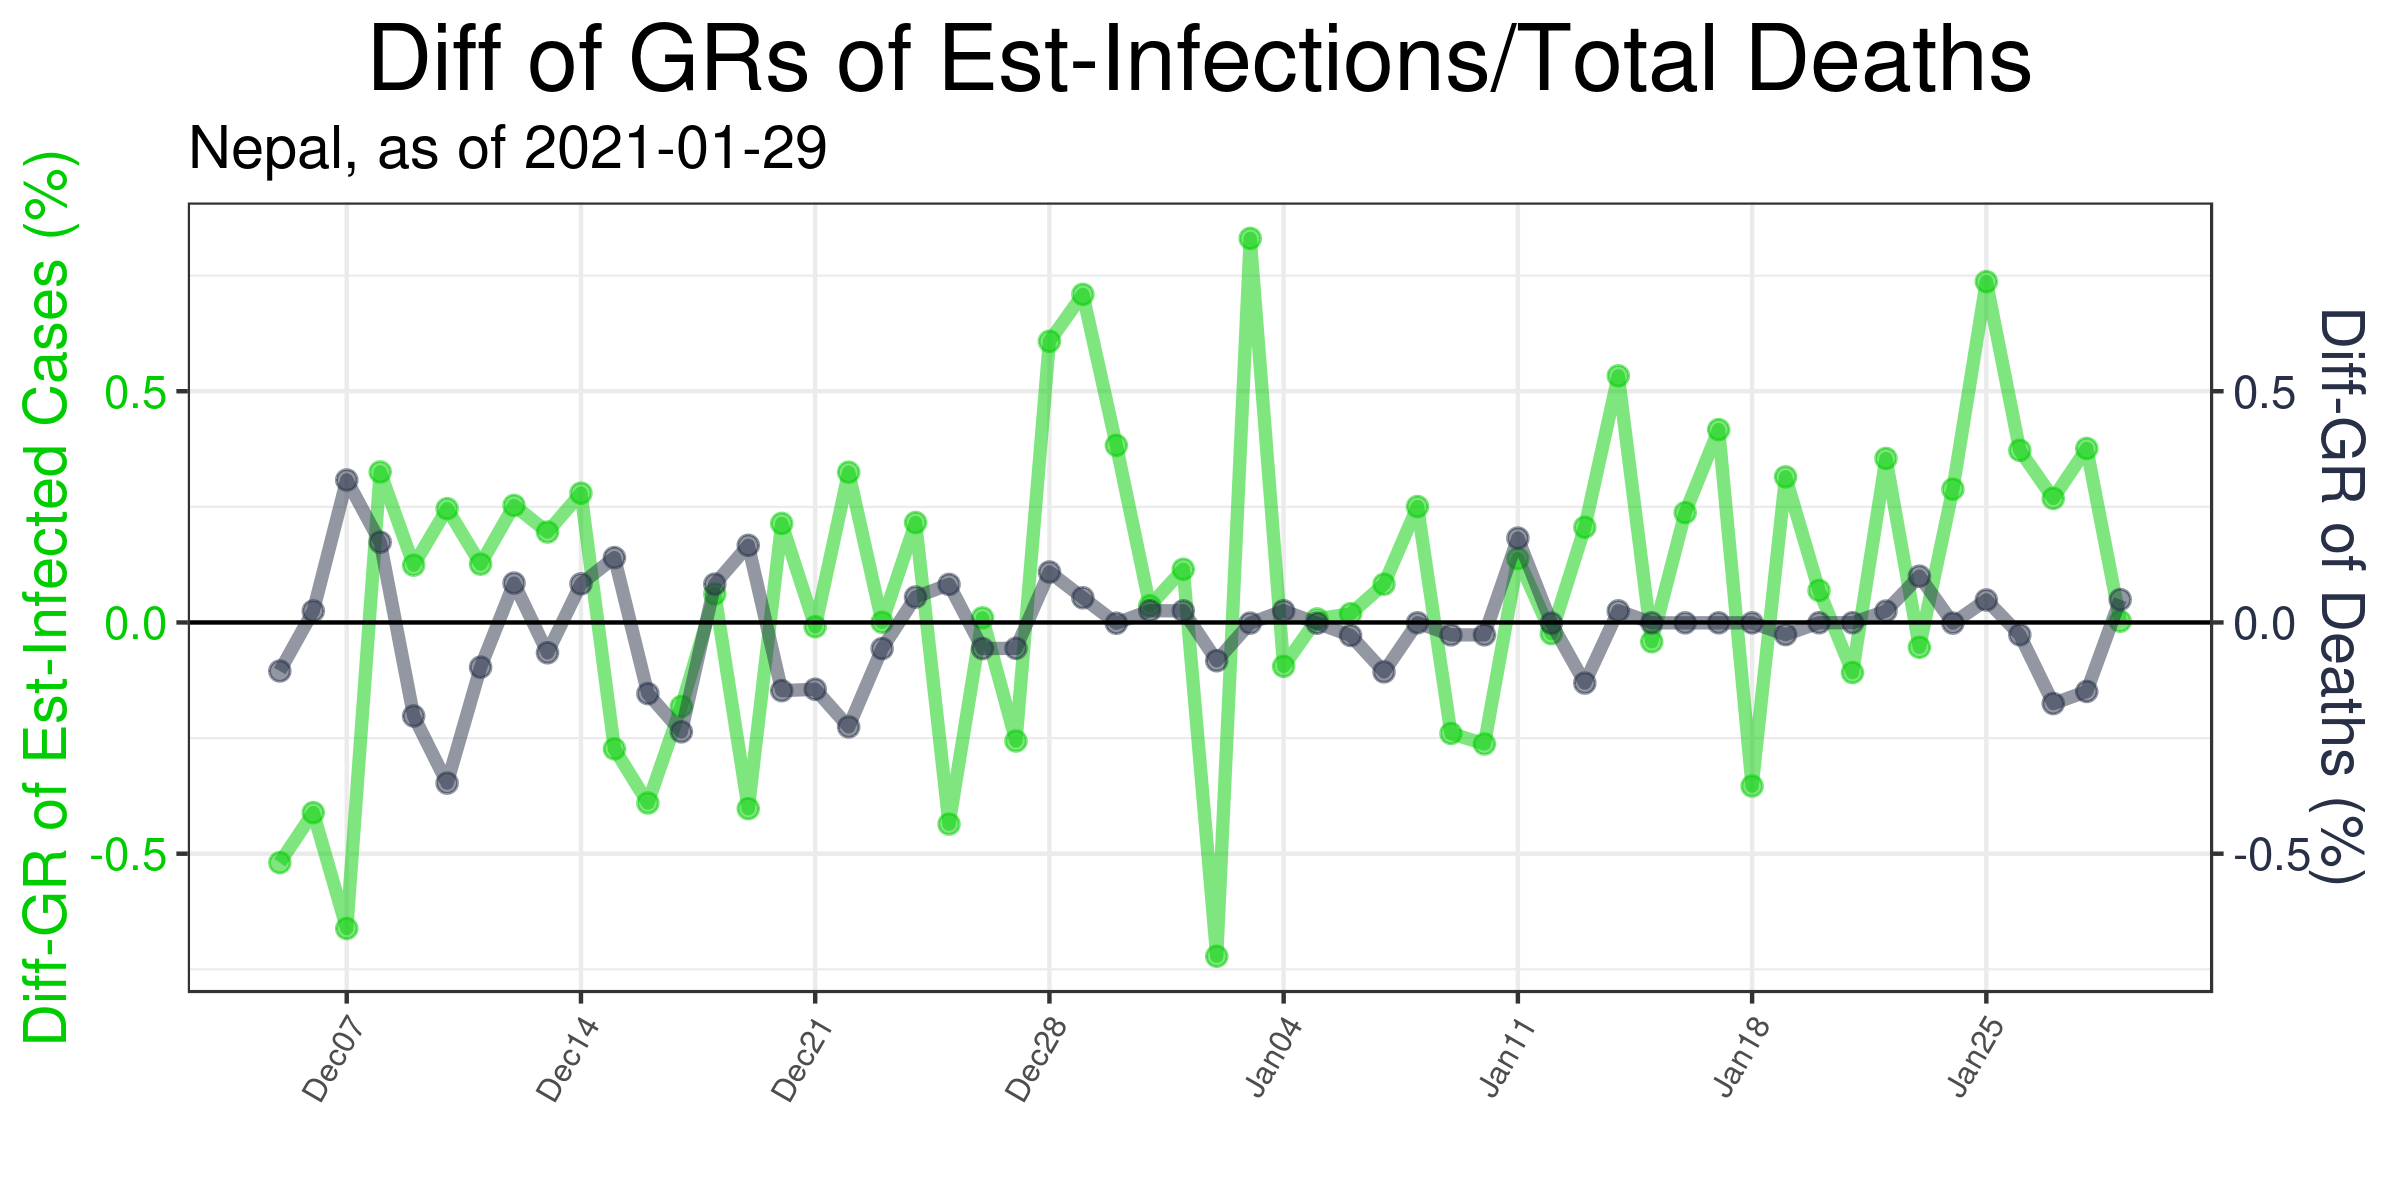 Diff of GRs of Est-Infections/Total Deaths
Nepal, as of 2021-01-29
Diff-GR of Est-Infected Cases (%)
0.5
0.0
-0.5
0.5
0.0
-0.5
Diff-GR of Deaths (%)
Dec07
Dec14
Dec21
Dec28
Jan04
Jan11
Jan18
Jan25